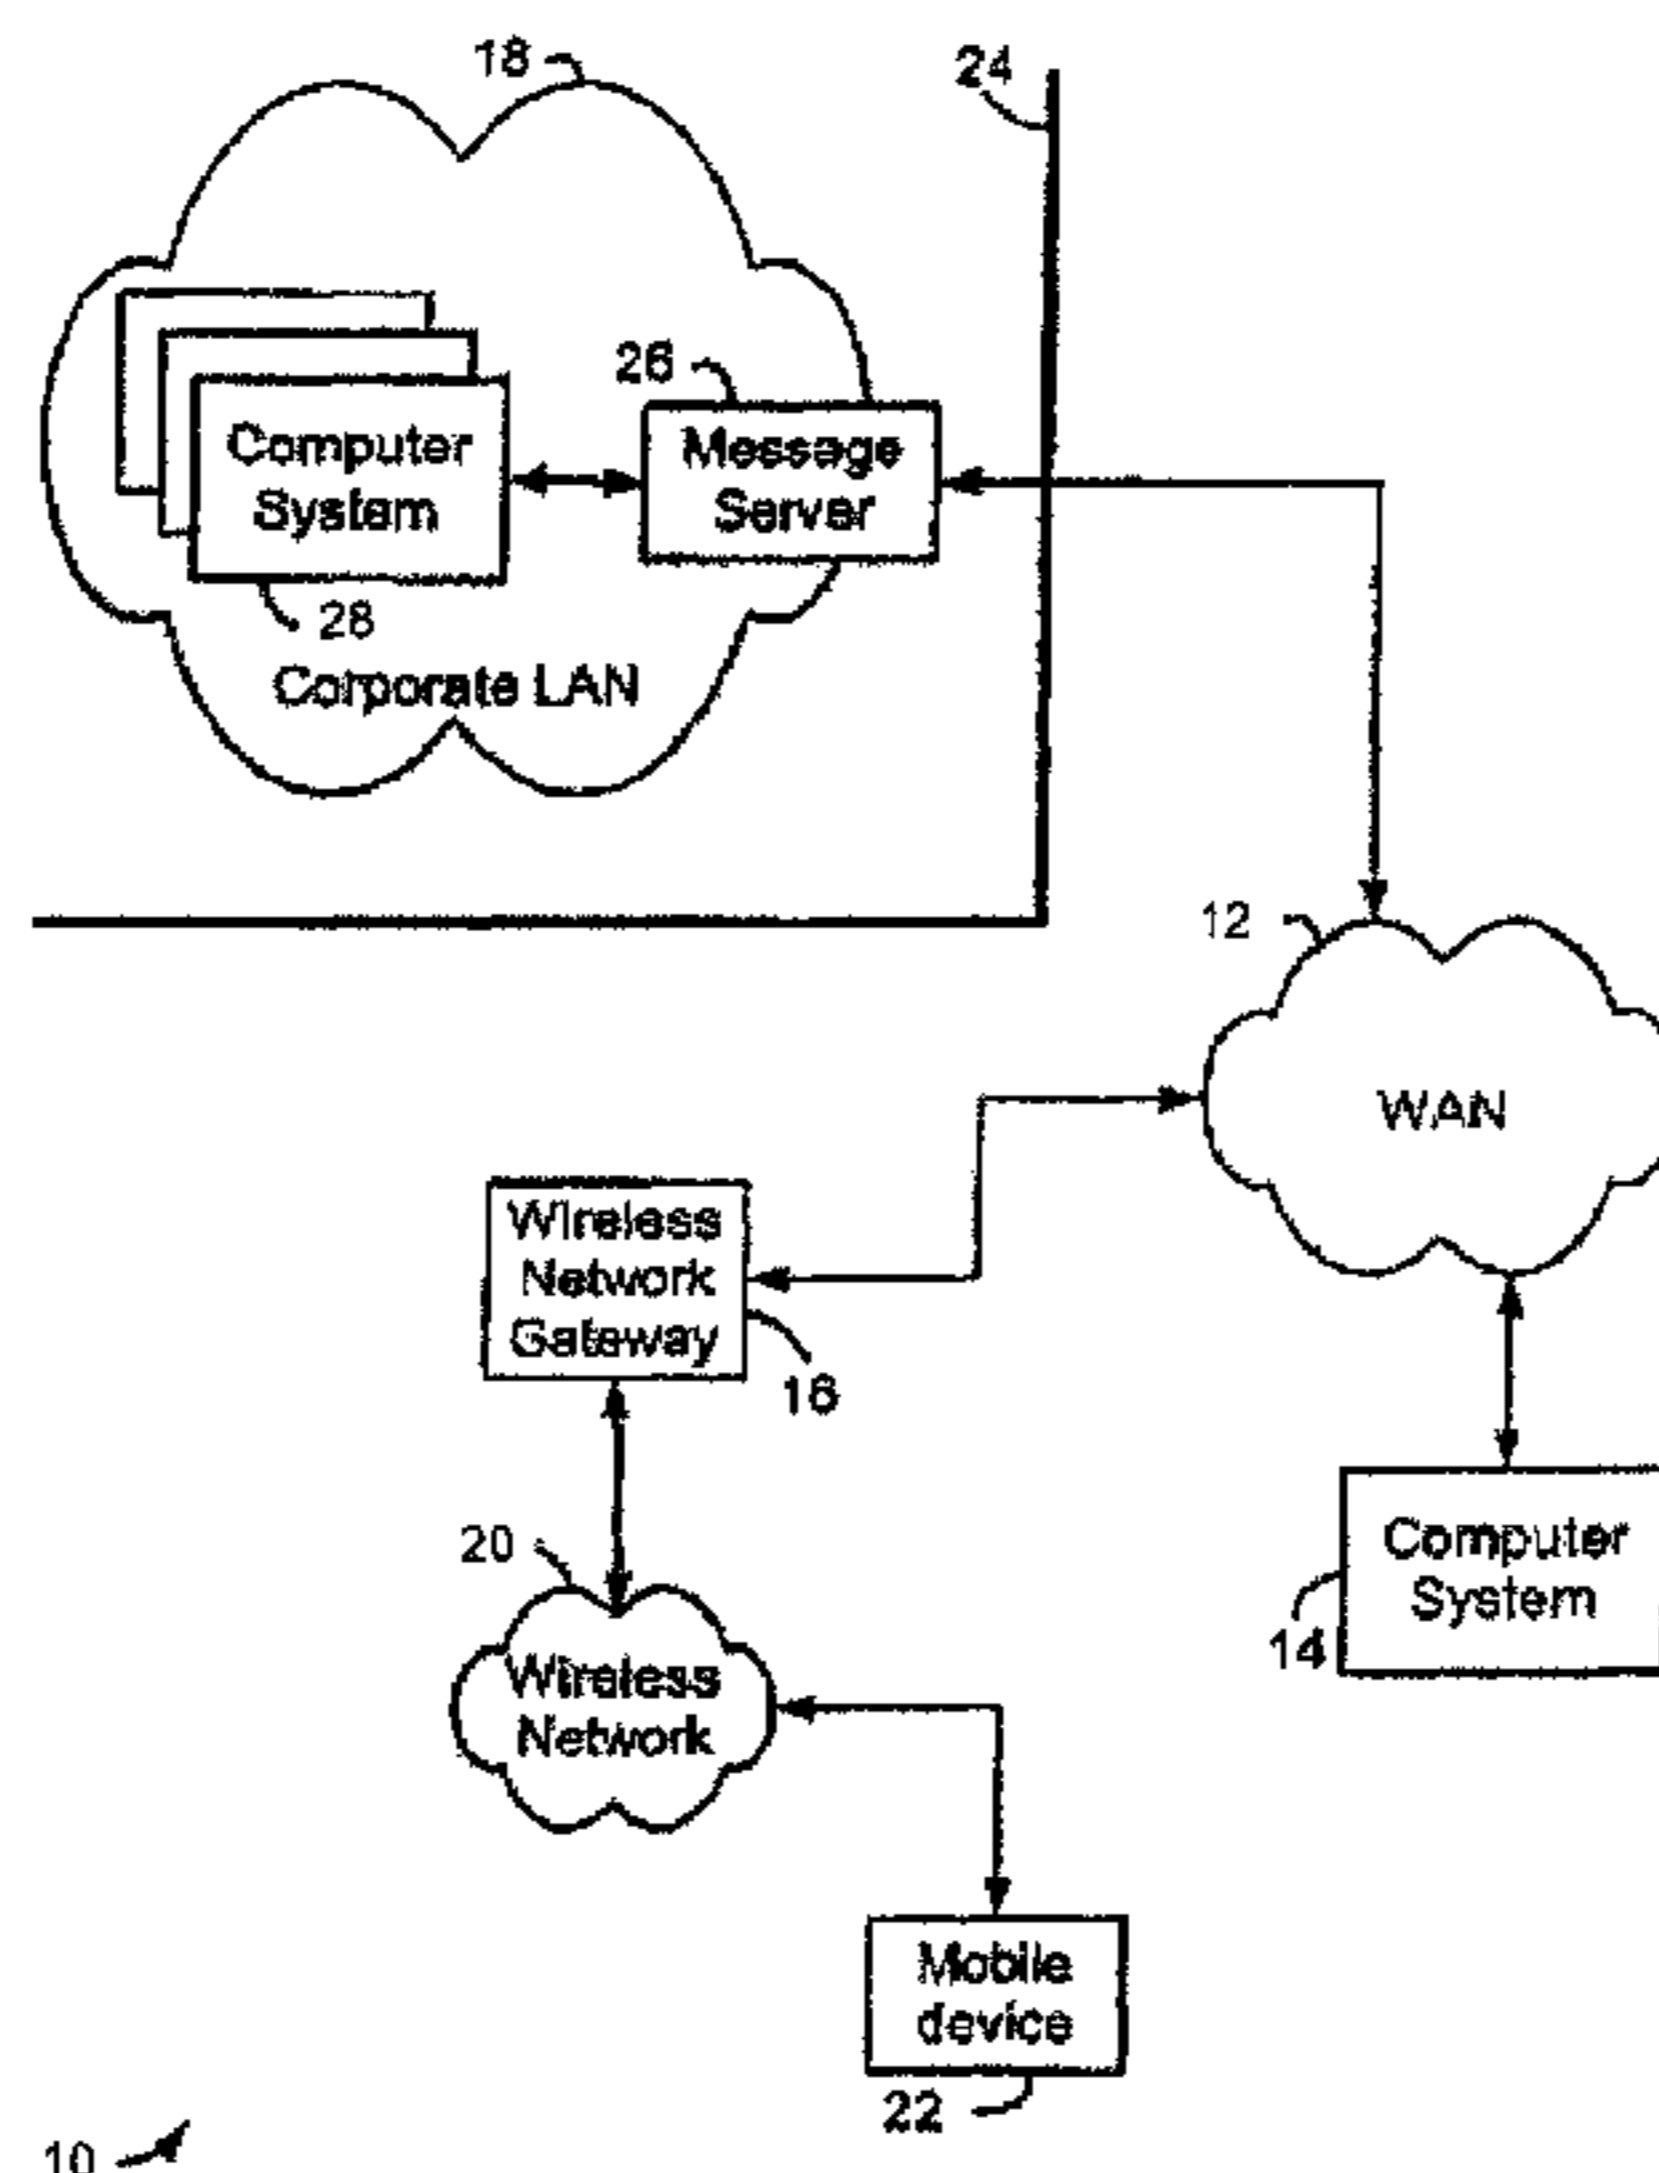 18
24
26
Computer
System
Message
Server
28
Corporate LAN
12
WAN
Wireless
Network
Gateway
16
20
Computer
System
14
Wireless
Network
Mobile
device
22
10